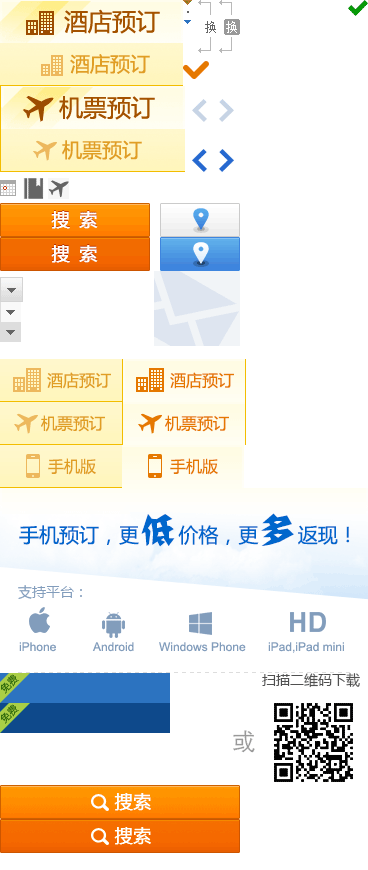 酒店预订
换 换
酒店预订
机票预订
机票预订
搜 索
搜 索
酒店预订 酒店预订
机票预订 机票预订
手机版 手机版
手机预订，更低价格，更多返现！
支持平台：
HD
iPhone Android Windows Phone iPad,iPad mini
免费
扫描二维码下载
免费
或
搜索
搜索